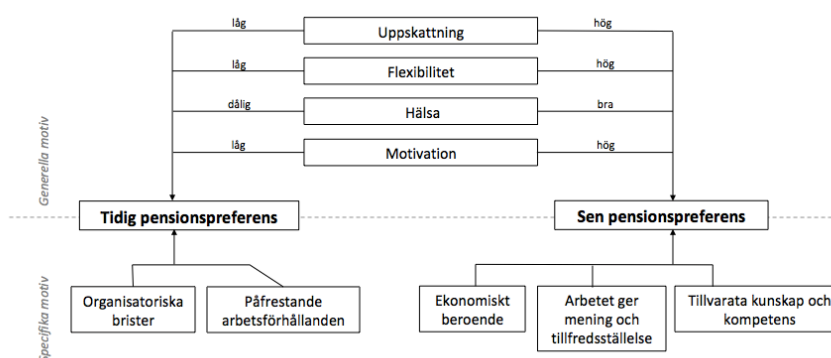 låg Uppskattning hög
låg Flexibilitet hög
dålig Hälsa bra
låg Motivation hög
Generella motiv
Tidig pensionspreferens Sen pensionspreferens
Organisatoriska
brister
Påfrestande
arbetsförhållanden
Ekonomiskt
beroende
Arbetet ger
mening och
tillfredsställelse
Tillvarata kunskap och
kompetens
Specifika motiv